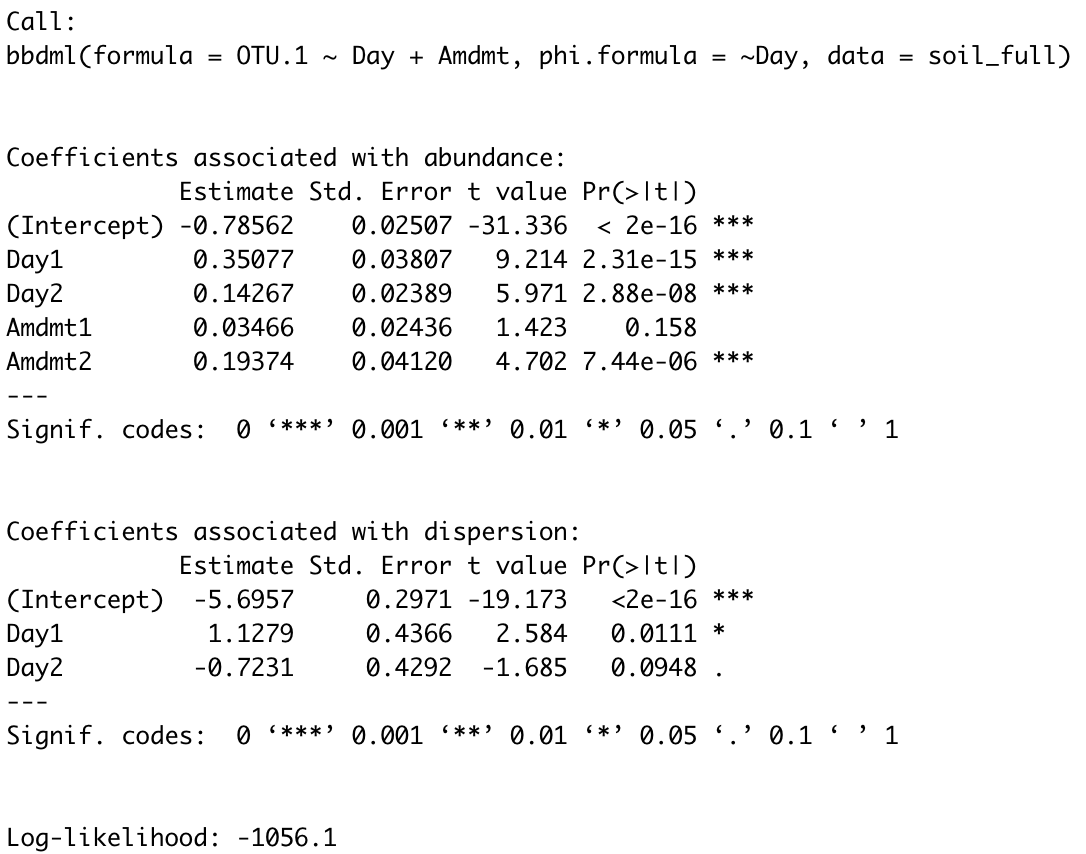 Call:
bbdml(formula = OTU.1 ~ Day + Amdmt, phi.formula = ~Day, data = soil_full)
Coefficients associated with abundance:
            Estimate Std. Error t value Pr(>|t|)
(Intercept) -0.78562    0.02507 -31.336  < 2e-16 ***
Day1         0.35077    0.03807   9.214 2.31e-15 ***
Day2         0.14267    0.02389   5.971 2.88e-08 ***
Amdmt1       0.03466    0.02436   1.423    0.158
Amdmt2       0.19374    0.04120   4.702 7.44e-06 ***
---
Signif. codes:  0 ‘***’ 0.001 ‘**’ 0.01 ‘*’ 0.05 ‘.’ 0.1 ‘ ’ 1
Coefficients associated with dispersion:
            Estimate Std. Error t value Pr(>|t|)
(Intercept)  -5.6957     0.2971 -19.173   <2e-16 ***
Day1          1.1279     0.4366   2.584   0.0111 *
Day2         -0.7231     0.4292  -1.685   0.0948 .
---
Signif. codes:  0 ‘***’ 0.001 ‘**’ 0.01 ‘*’ 0.05 ‘.’ 0.1 ‘ ’ 1
Log-likelihood: -1056.1